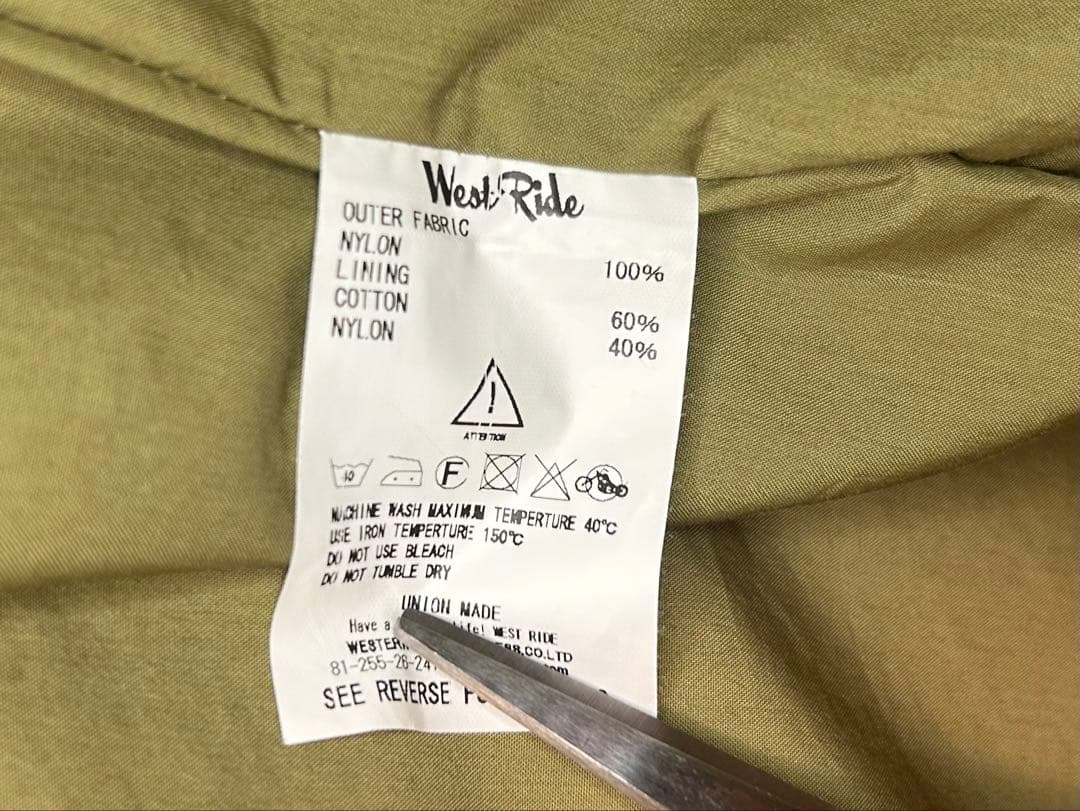 West Ride
OUTER FABRIC
NYLON 100%
LINING
COTTON 60%
NYLON 40%
!
ATTENTION
40 F
MACHINE WASH MAXIMUM TEMPERTURE 40℃
USE IRON TEMPERTURE 150℃
DO NOT USE BLEACH
DO NOT TUMBLE DRY
UNION MADE
Have a life! WEST RIDE
CO.LTD
81-255-26-24
SEE REVERSE